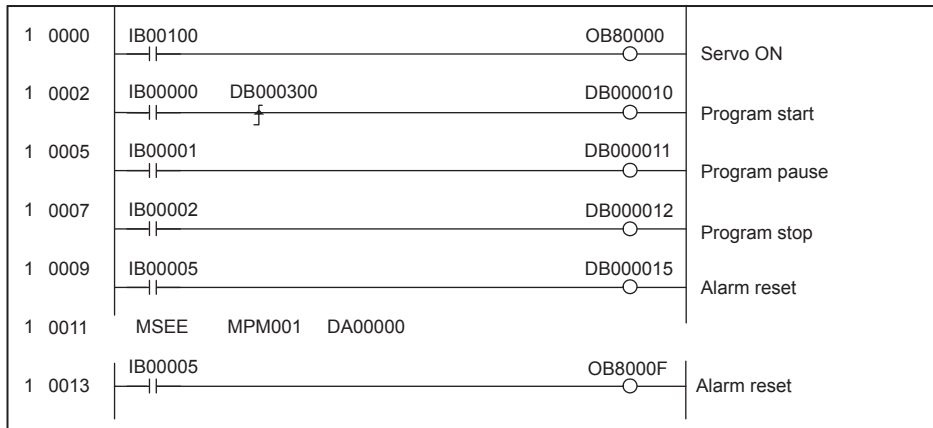 1 0000 IB00100 OB80000 Servo ON
1 0002 IB00000 DB000300 DB000010 Program start
1 0005 IB00001 DB000011 Program pause
1 0007 IB00002 DB000012 Program stop
1 0009 IB00005 DB000015 Alarm reset
1 0011 MSEE MPM001 DA00000
1 0013 IB00005 OB8000F Alarm reset